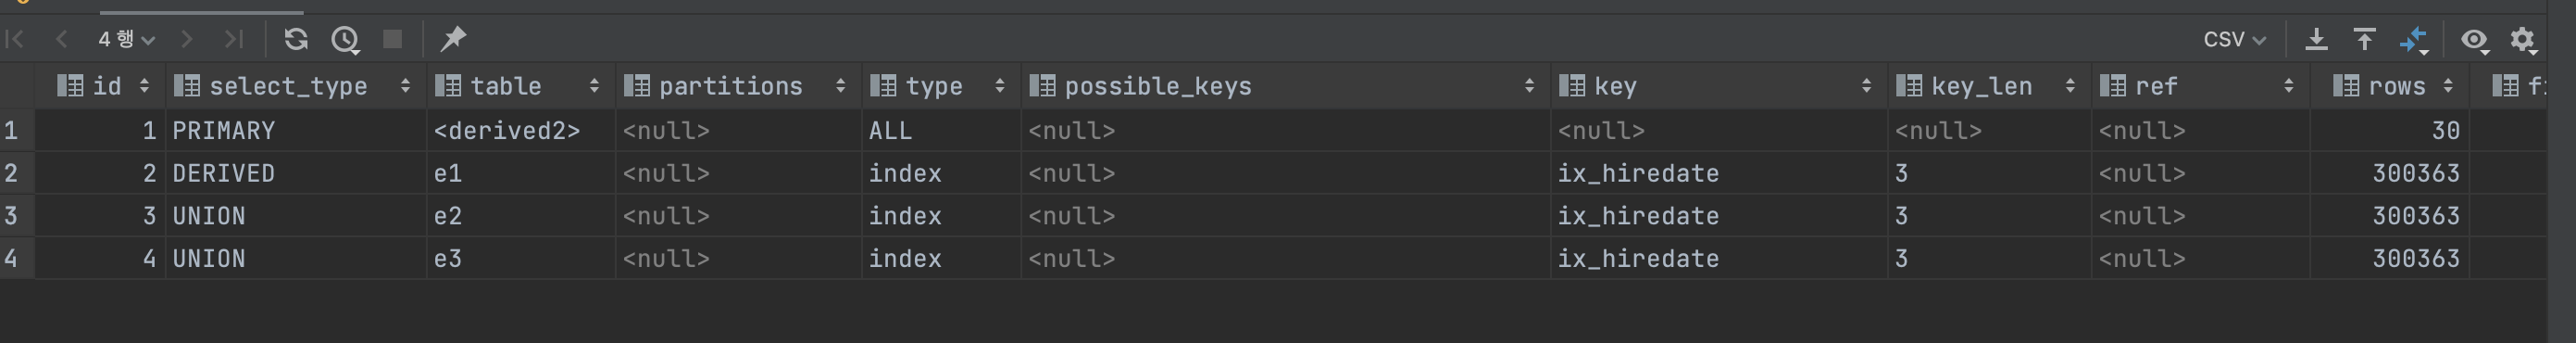 4 행 CSV
id select_type table partitions type possible_keys key key_len ref rows
1 1 PRIMARY <derived2> <null> ALL <null> <null> <null> <null> 30
2 2 DERIVED e1 <null> index <null> ix_hiredate 3 <null> 300363
3 3 UNION e2 <null> index <null> ix_hiredate 3 <null> 300363
4 4 UNION e3 <null> index <null> ix_hiredate 3 <null> 300363